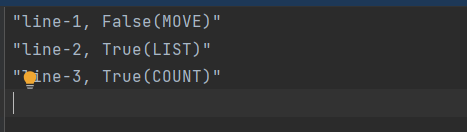 "line-1, False(MOVE)"
"line-2, True(LIST)"
"line-3, True(COUNT)"